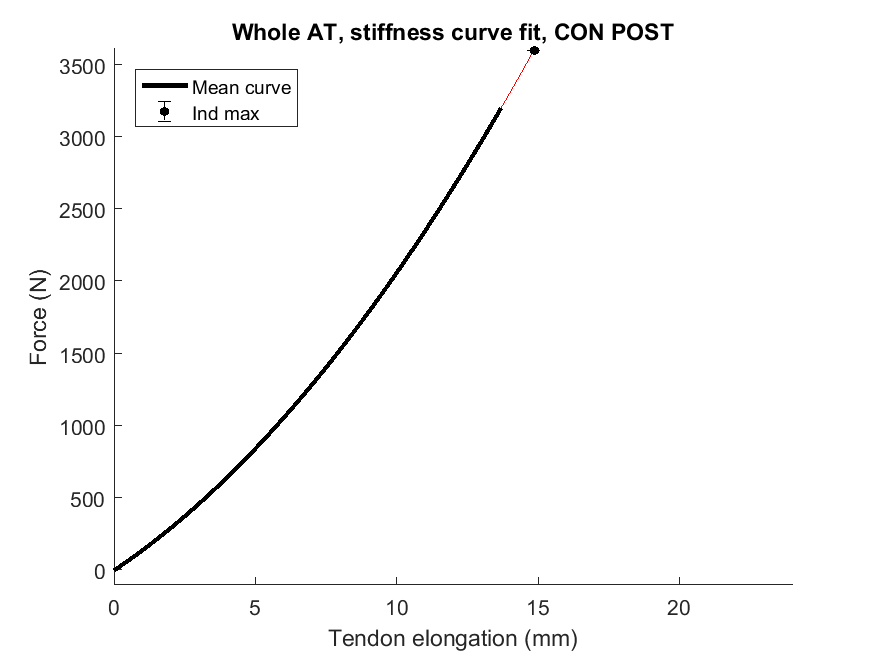 Whole AT, stiffness curve fit, CON POST
Mean curve
Ind max
Force (N)
3500
3000
2500
2000
1500
1000
500
0
0 5 10 15 20
Tendon elongation (mm)